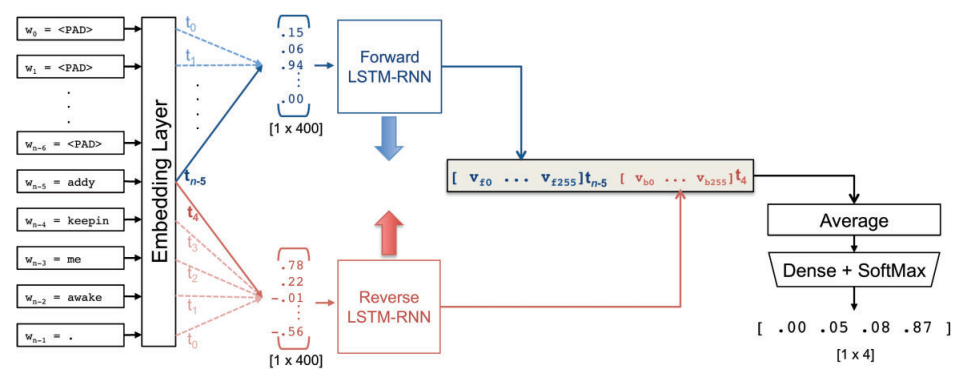 w0 = <PAD>
w1 = <PAD>
.
.
.
wn-6 = <PAD>
wn-5 = addy
wn-4 = keepin
wn-3 = me
wn-2 = awake
wn-1 = .
Embedding Layer
t0
t1
.
.
.
.
tn-5
t4
t3
t2
t1
t0
.15
.06
.94
⋮
.00
[1 x 400]
Forward
LSTM-RNN
.78
.22
-.01
⋮
-.56
[1 x 400]
Reverse
LSTM-RNN
[ vf0 ... vf255]tn-5 [ vb0 ... vb255]t4
Average
Dense + SoftMax
[ .00 .05 .08 .87 ]
[1 x 4]